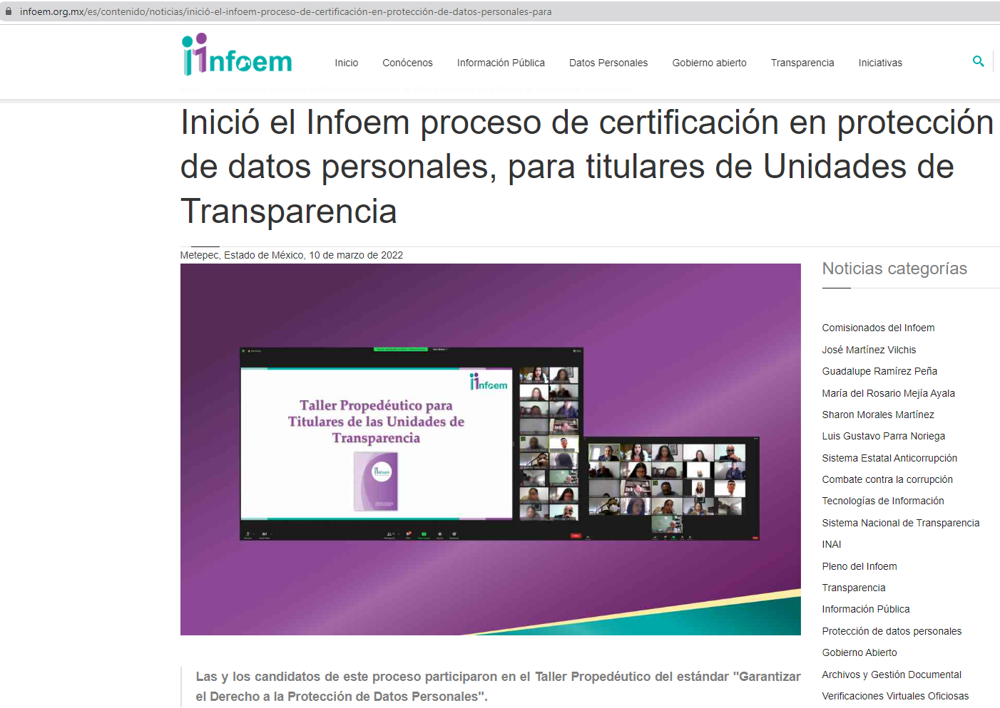 infoem.org.mx/es/contenido/noticias/inició-el-infoem-proceso-de-certificación-en-protección-de-datos-personales-para
infoem
Inicio
Conócenos
Información Pública
Datos Personales
Gobierno abierto
Transparencia
Iniciativas
Inició el Infoem proceso de certificación en protección
de datos personales, para titulares de Unidades de
Transparencia
Metepec, Estado de México, 10 de marzo de 2022
infoem
Taller Propedéutico para
Titulares de las Unidades de
Transparencia
infoem
Las y los candidatos de este proceso participaron en el Taller Propedéutico del estándar "Garantizar
el Derecho a la Protección de Datos Personales".
Noticias categorías
Comisionados del Infoem
José Martínez Vilchis
Guadalupe Ramírez Peña
María del Rosario Mejía Ayala
Sharon Morales Martínez
Luis Gustavo Parra Noriega
Sistema Estatal Anticorrupción
Combate contra la corrupción
Tecnologías de Información
Sistema Nacional de Transparencia
INAI
Pleno del Infoem
Transparencia
Información Pública
Protección de datos personales
Gobierno Abierto
Archivos y Gestión Documental
Verificaciones Virtuales Oficiosas